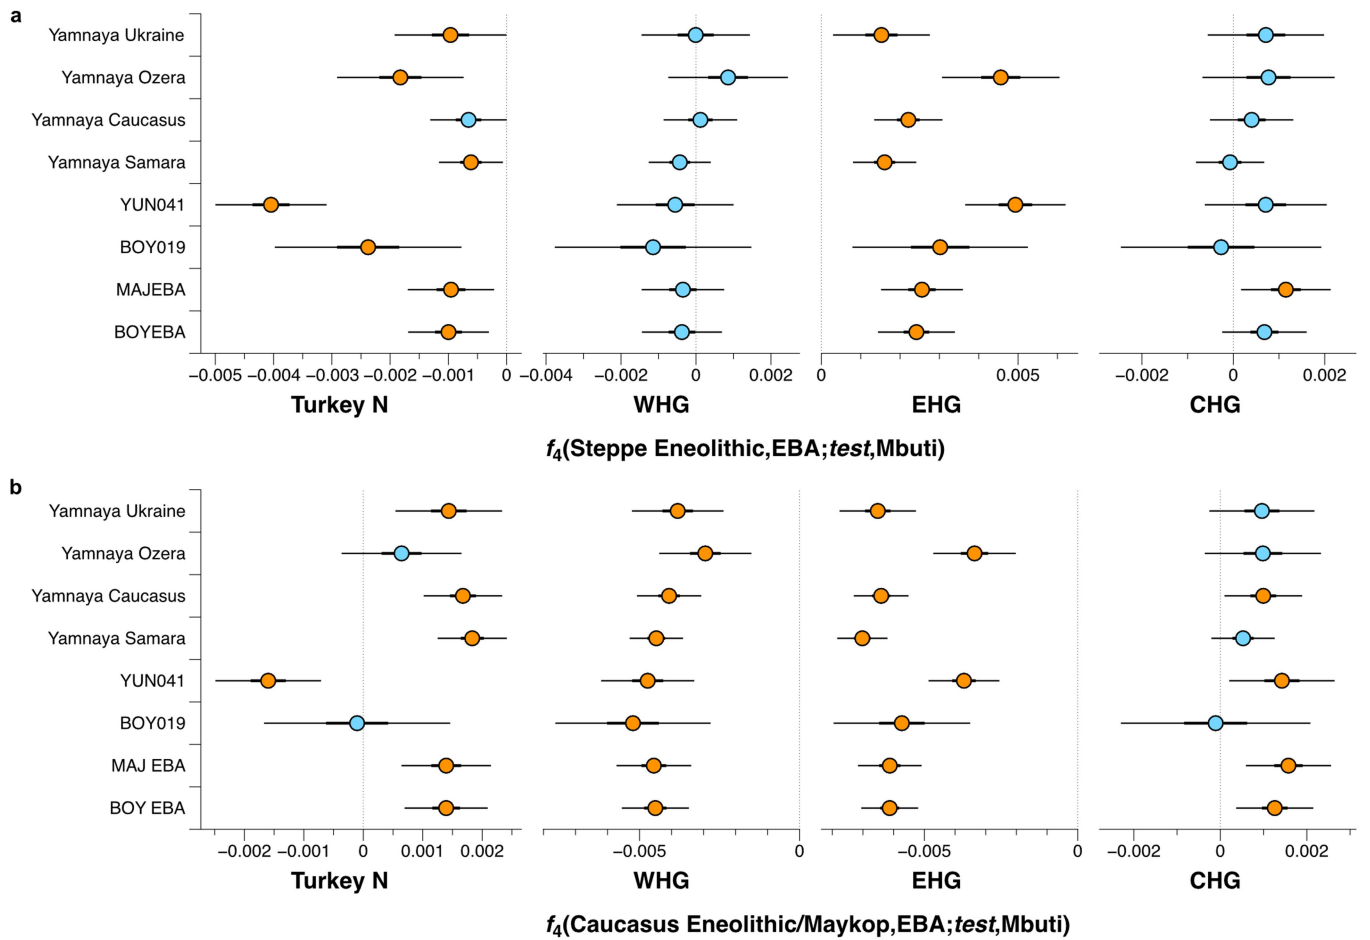 a
Yamnaya Ukraine
Yamnaya Ozera
Yamnaya Caucasus
Yamnaya Samara
YUN041
BOY019
MAJEBA
BOYEBA
−0.005 −0.004 −0.003 −0.002 −0.001 0
−0.004 −0.002 0 0.002
0 0.005
−0.002 0 0.002
Turkey N WHG EHG CHG
f4(Steppe Eneolithic,EBA;test,Mbuti)
b
Yamnaya Ukraine
Yamnaya Ozera
Yamnaya Caucasus
Yamnaya Samara
YUN041
BOY019
MAJ EBA
BOY EBA
−0.002 −0.001 0 0.001 0.002
−0.005 0
−0.005 0
−0.002 0 0.002
Turkey N WHG EHG CHG
f4(Caucasus Eneolithic/Maykop,EBA;test,Mbuti)